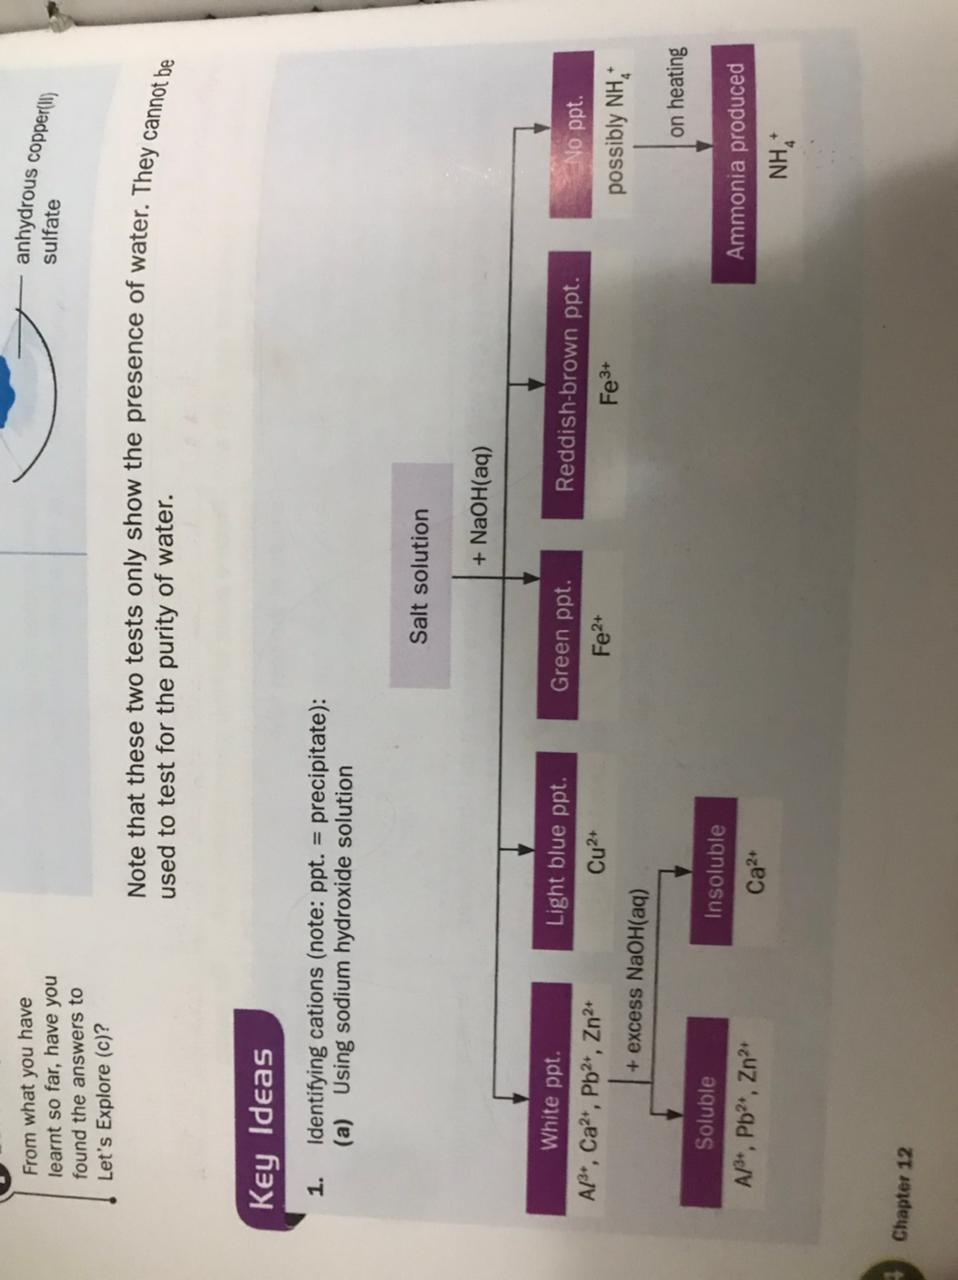 anhydrous copper(II)
sulfate
From what you have
learnt so far, have you
found the answers to
Let's Explore (c)?
Note that these two tests only show the presence of water. They cannot be
used to test for the purity of water.
Key Ideas
1. Identifying cations (note: ppt. = precipitate):
(a) Using sodium hydroxide solution
Salt solution
+ NaOH(aq)
White ppt.
Al³⁺, Ca²⁺, Pb²⁺, Zn²⁺
Light blue ppt.
Cu²⁺
Green ppt.
Fe²⁺
Reddish-brown ppt.
Fe³⁺
No ppt.
possibly NH₄⁺
+ excess NaOH(aq)
on heating
Soluble
Al³⁺, Pb²⁺, Zn²⁺
Insoluble
Ca²⁺
Ammonia produced
NH₄⁺
Chapter 12